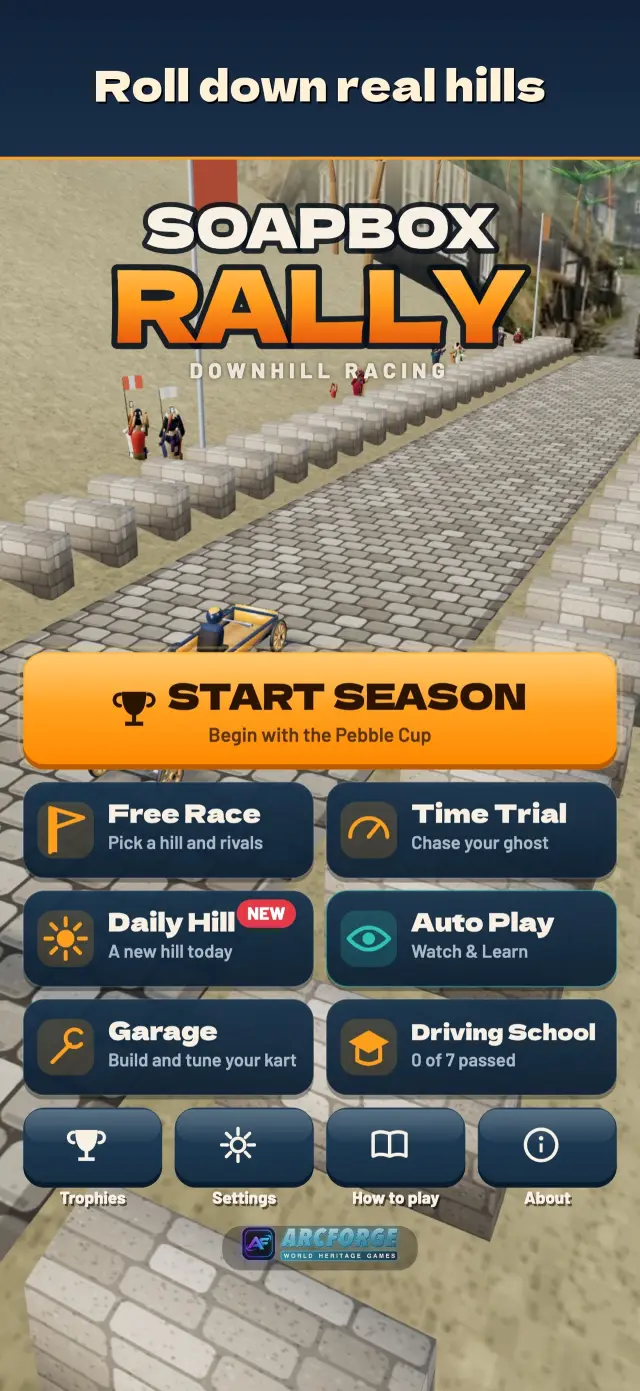 Roll down real hills
SOAPBOX
RALLY
DOWNHILL RACING
START SEASON
Begin with the Pebble Cup
Free Race
Pick a hill and rivals
Time Trial
Chase your ghost
Daily Hill NEW
A new hill today
Auto Play
Watch & Learn
Garage
Build and tune your kart
Driving School
0 of 7 passed
Trophies
Settings
How to play
About
AF
ARCFORGE
WORLD HERITAGE GAMES